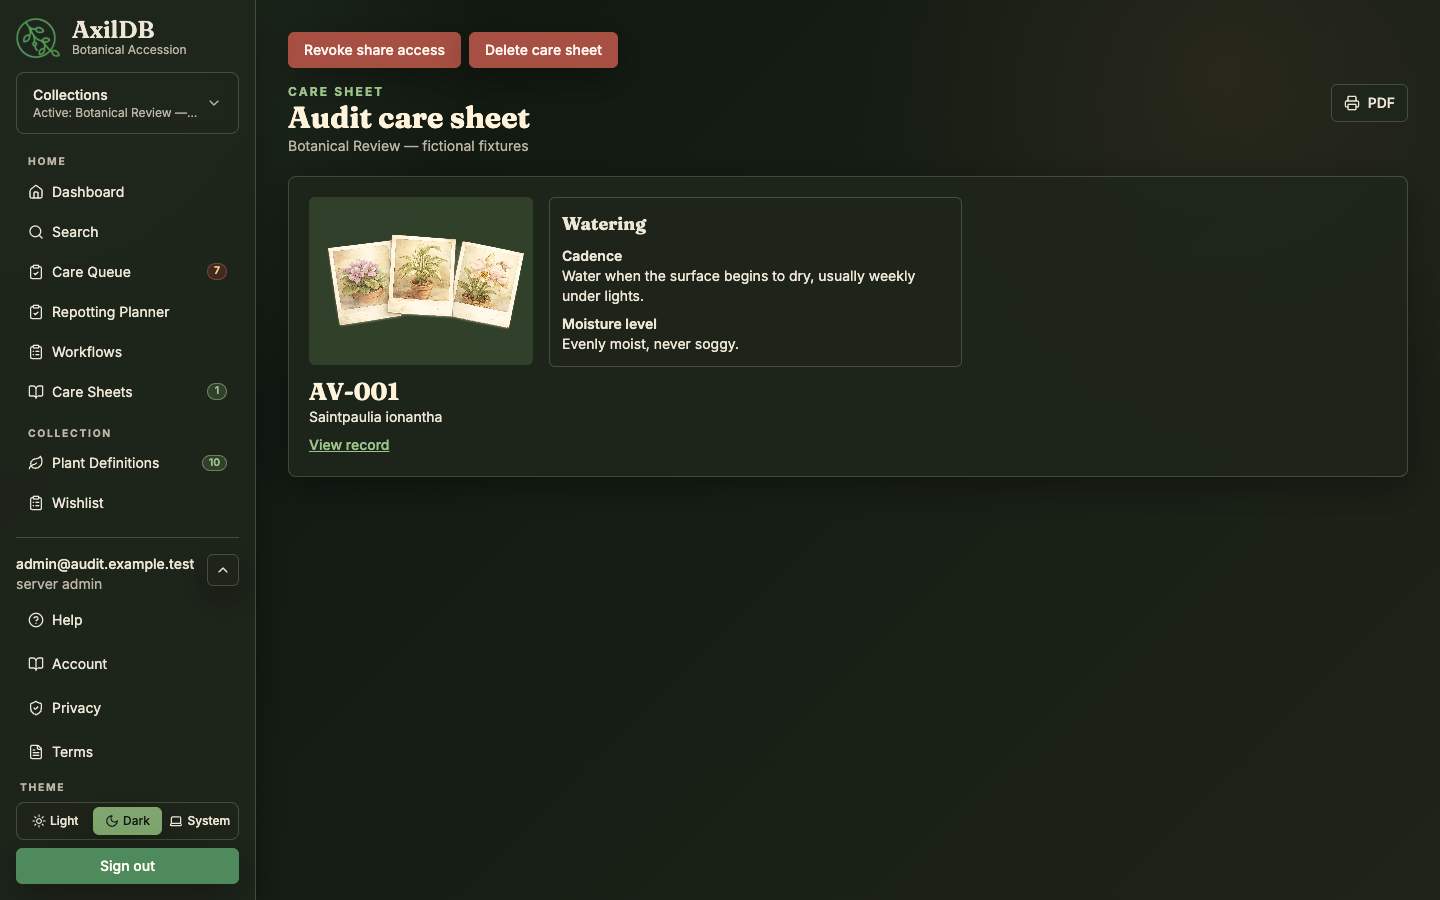 AxilDB
Botanical Accession
Collections
Active: Botanical Review —...
HOME
Dashboard
Search
Care Queue 7
Repotting Planner
Workflows
Care Sheets 1
COLLECTION
Plant Definitions 10
Wishlist
admin@audit.example.test
server admin
Help
Account
Privacy
Terms
THEME
Light Dark System
Sign out
Revoke share access Delete care sheet
CARE SHEET
Audit care sheet
Botanical Review — fictional fixtures
PDF
AV-001
Saintpaulia ionantha
View record
Watering
Cadence
Water when the surface begins to dry, usually weekly
under lights.
Moisture level
Evenly moist, never soggy.